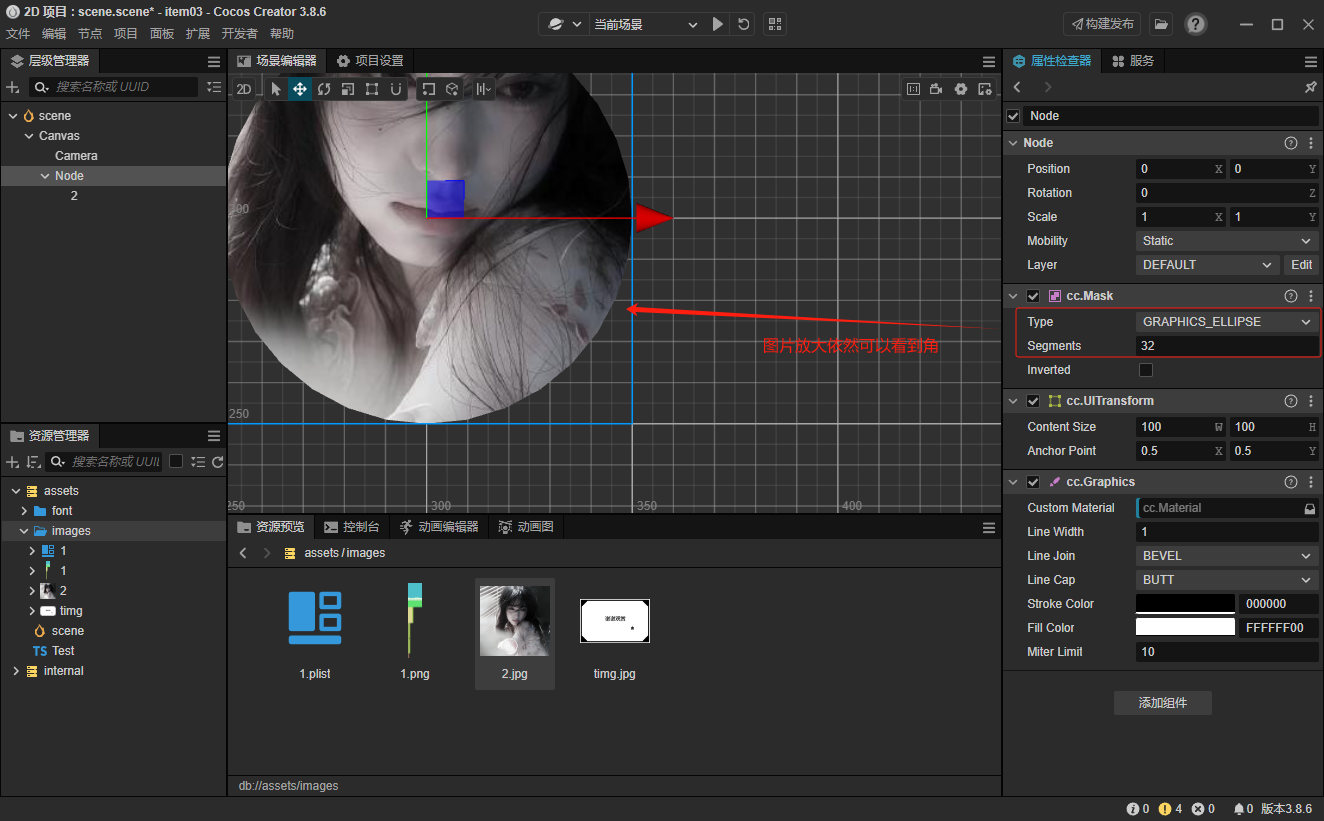 2D 项目 : scene.scene* - item03 - Cocos Creator 3.8.6
文件 编辑 节点 项目 面板 扩展 开发者 帮助
当前场景
构建发布
层级管理器
搜索名称或 UUID
scene
Canvas
Camera
Node
2
资源管理器
搜索名称或 UUI
assets
font
images
1
1
2
timg
scene
TS Test
internal
场景编辑器 项目设置
2D
200
250
250 300 350 400
图片放大依然可以看到角
资源预览 控制台 动画编辑器 动画图
assets / images
1.plist 1.png 2.jpg timg.jpg
谢谢观看
db://assets/images
属性检查器 服务
Node
Node
Position 0 X 0 Y
Rotation 0 Z
Scale 1 X 1 Y
Mobility Static
Layer DEFAULT Edit
cc.Mask
Type GRAPHICS_ELLIPSE
Segments 32
Inverted
cc.UITransform
Content Size 100 W 100 H
Anchor Point 0.5 X 0.5 Y
cc.Graphics
Custom Material cc.Material
Line Width 1
Line Join BEVEL
Line Cap BUTT
Stroke Color 000000
Fill Color FFFFFF00
Miter Limit 10
添加组件
0 4 0 0 版本3.8.6